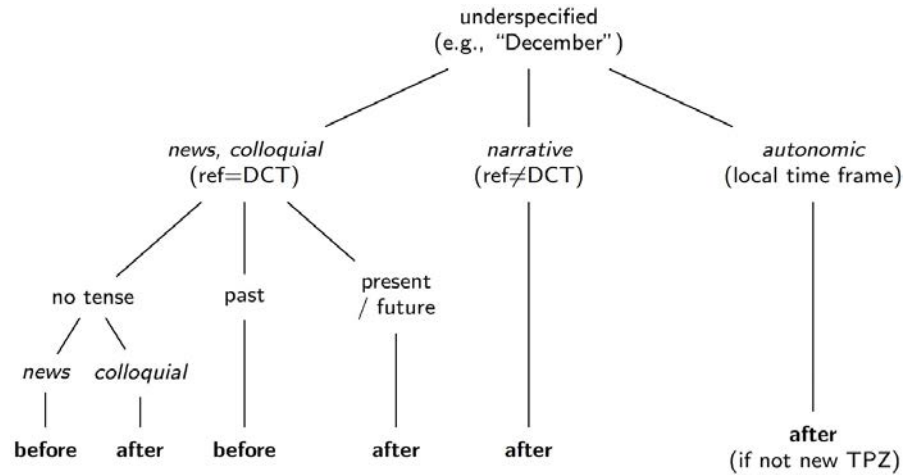 underspecified
(e.g., “December”)
news, colloquial
(ref=DCT)
narrative
(ref≠DCT)
autonomic
(local time frame)
no tense
past
present
/ future
news
colloquial
before
after
before
after
after
after
(if not new TPZ)